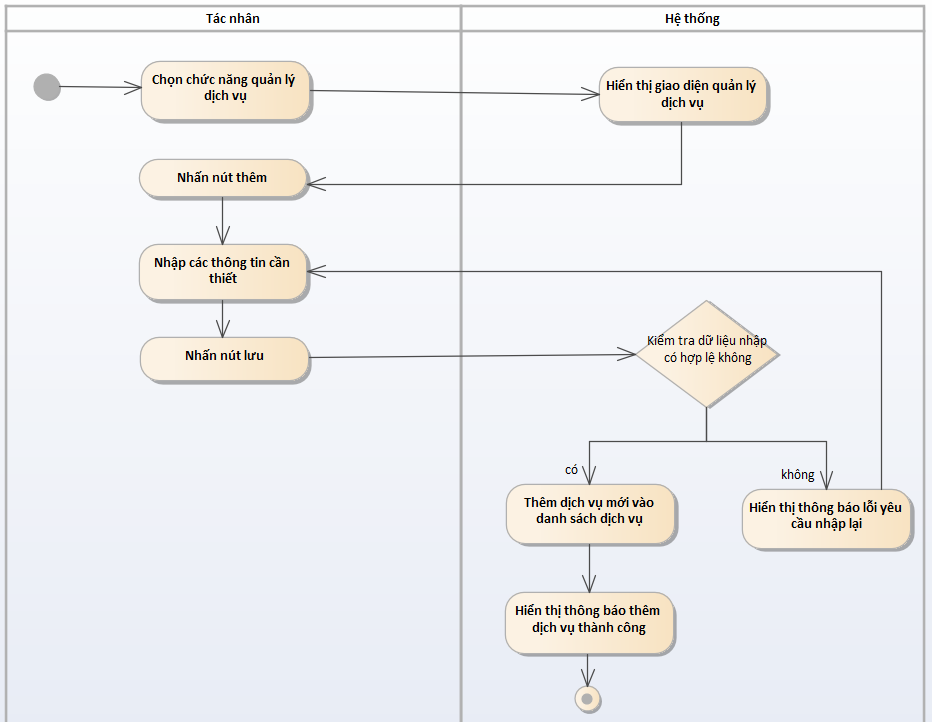 Tác nhân
Hệ thống
Chọn chức năng quản lý
dịch vụ
Hiển thị giao diện quản lý
dịch vụ
Nhấn nút thêm
Nhập các thông tin cần
thiết
Nhấn nút lưu
Kiểm tra dữ liệu nhập
có hợp lệ không
có
không
Thêm dịch vụ mới vào
danh sách dịch vụ
Hiển thị thông báo lỗi yêu
cầu nhập lại
Hiển thị thông báo thêm
dịch vụ thành công